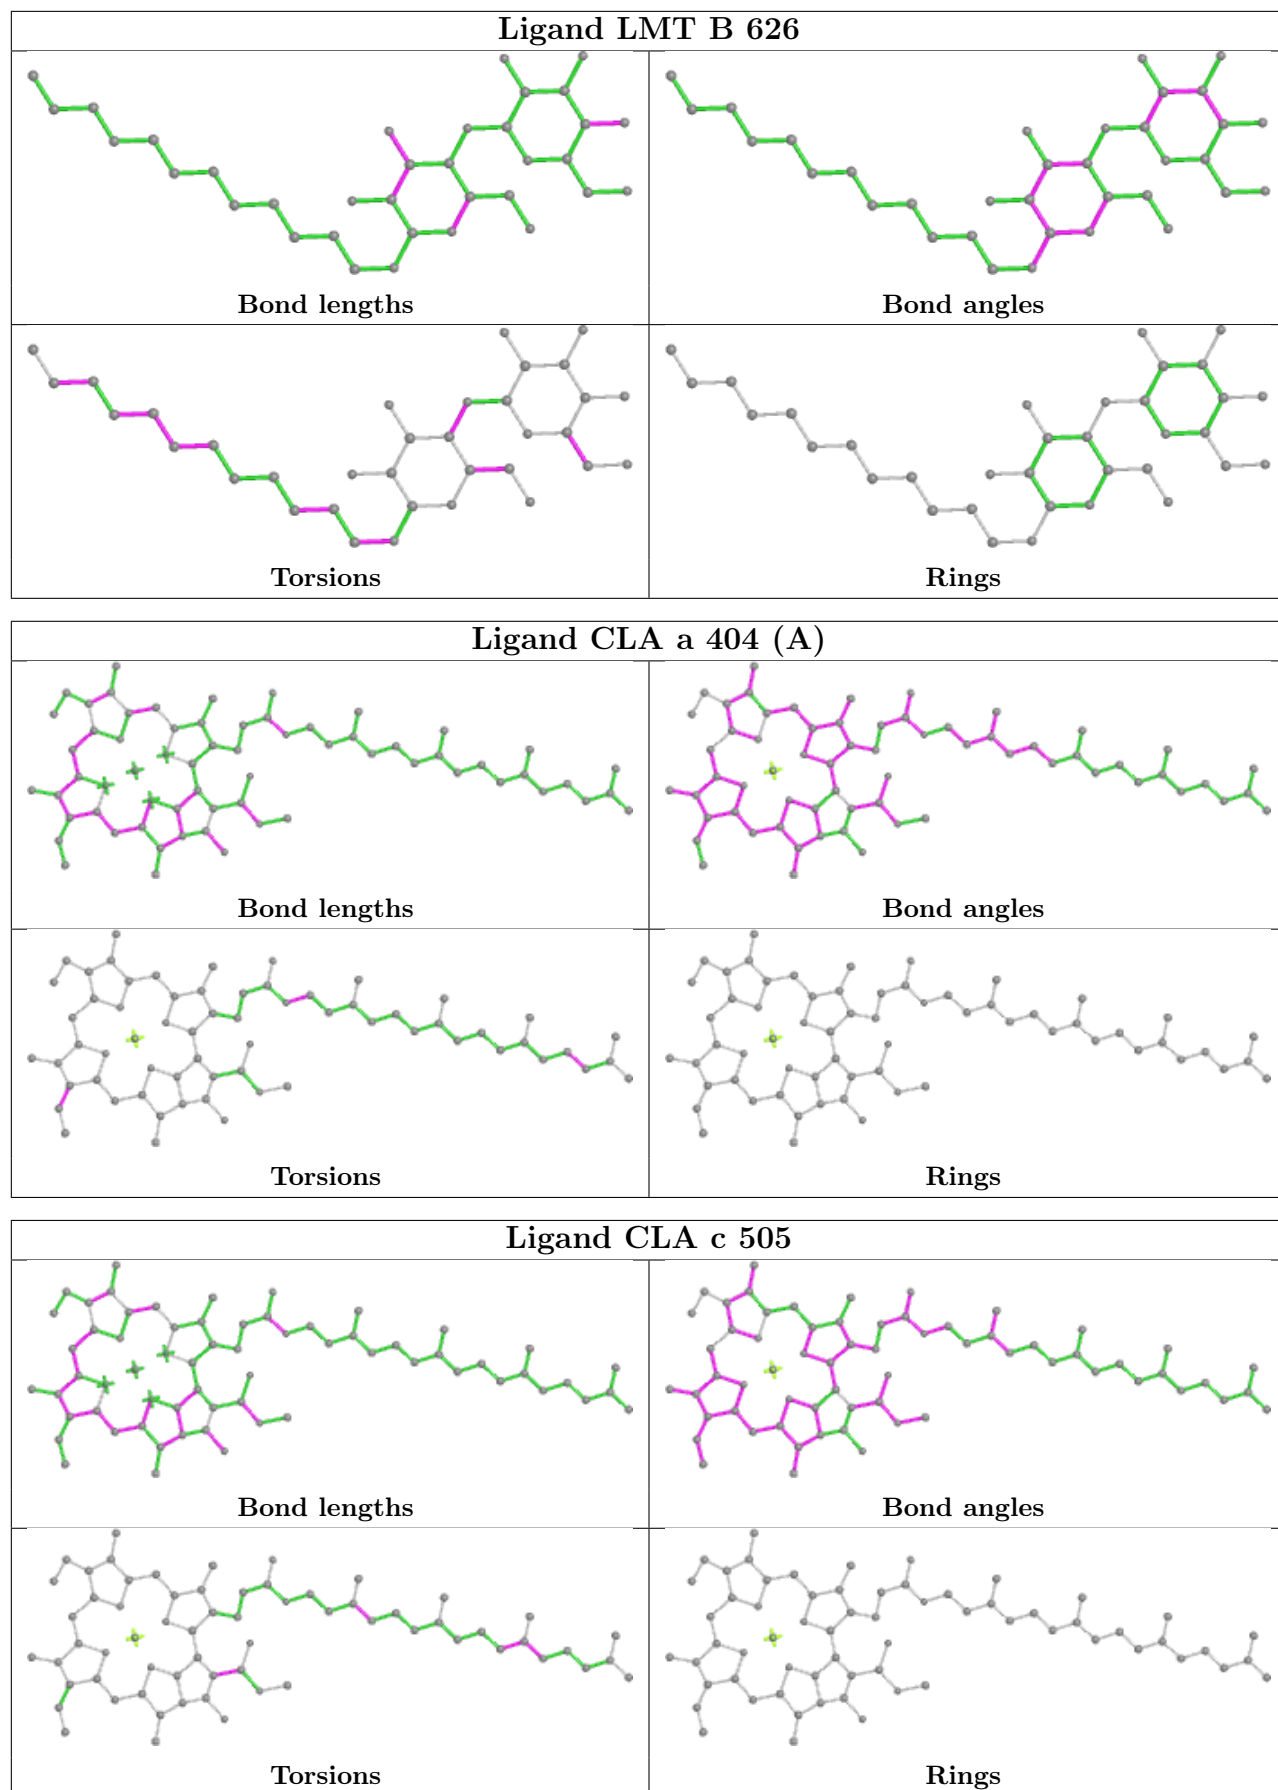 Ligand LMT B 626
Bond lengths
Bond angles
Torsions
Rings
Ligand CLA a 404 (A)
Bond lengths
Bond angles
Torsions
Rings
Ligand CLA c 505
Bond lengths
Bond angles
Torsions
Rings